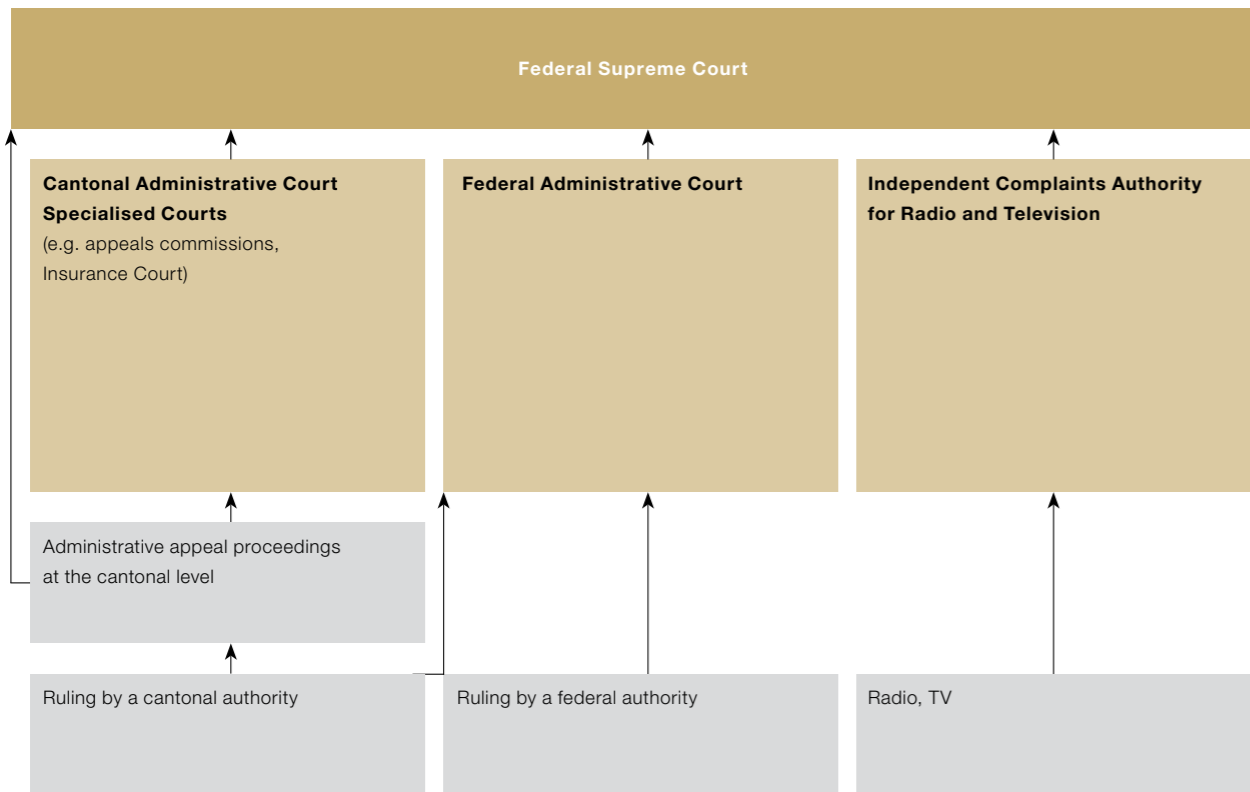 Federal Supreme Court
Cantonal Administrative Court
Specialised Courts
(e.g. appeals commissions,
Insurance Court)
Federal Administrative Court
Independent Complaints Authority
for Radio and Television
Administrative appeal proceedings
at the cantonal level
Ruling by a cantonal authority
Ruling by a federal authority
Radio, TV